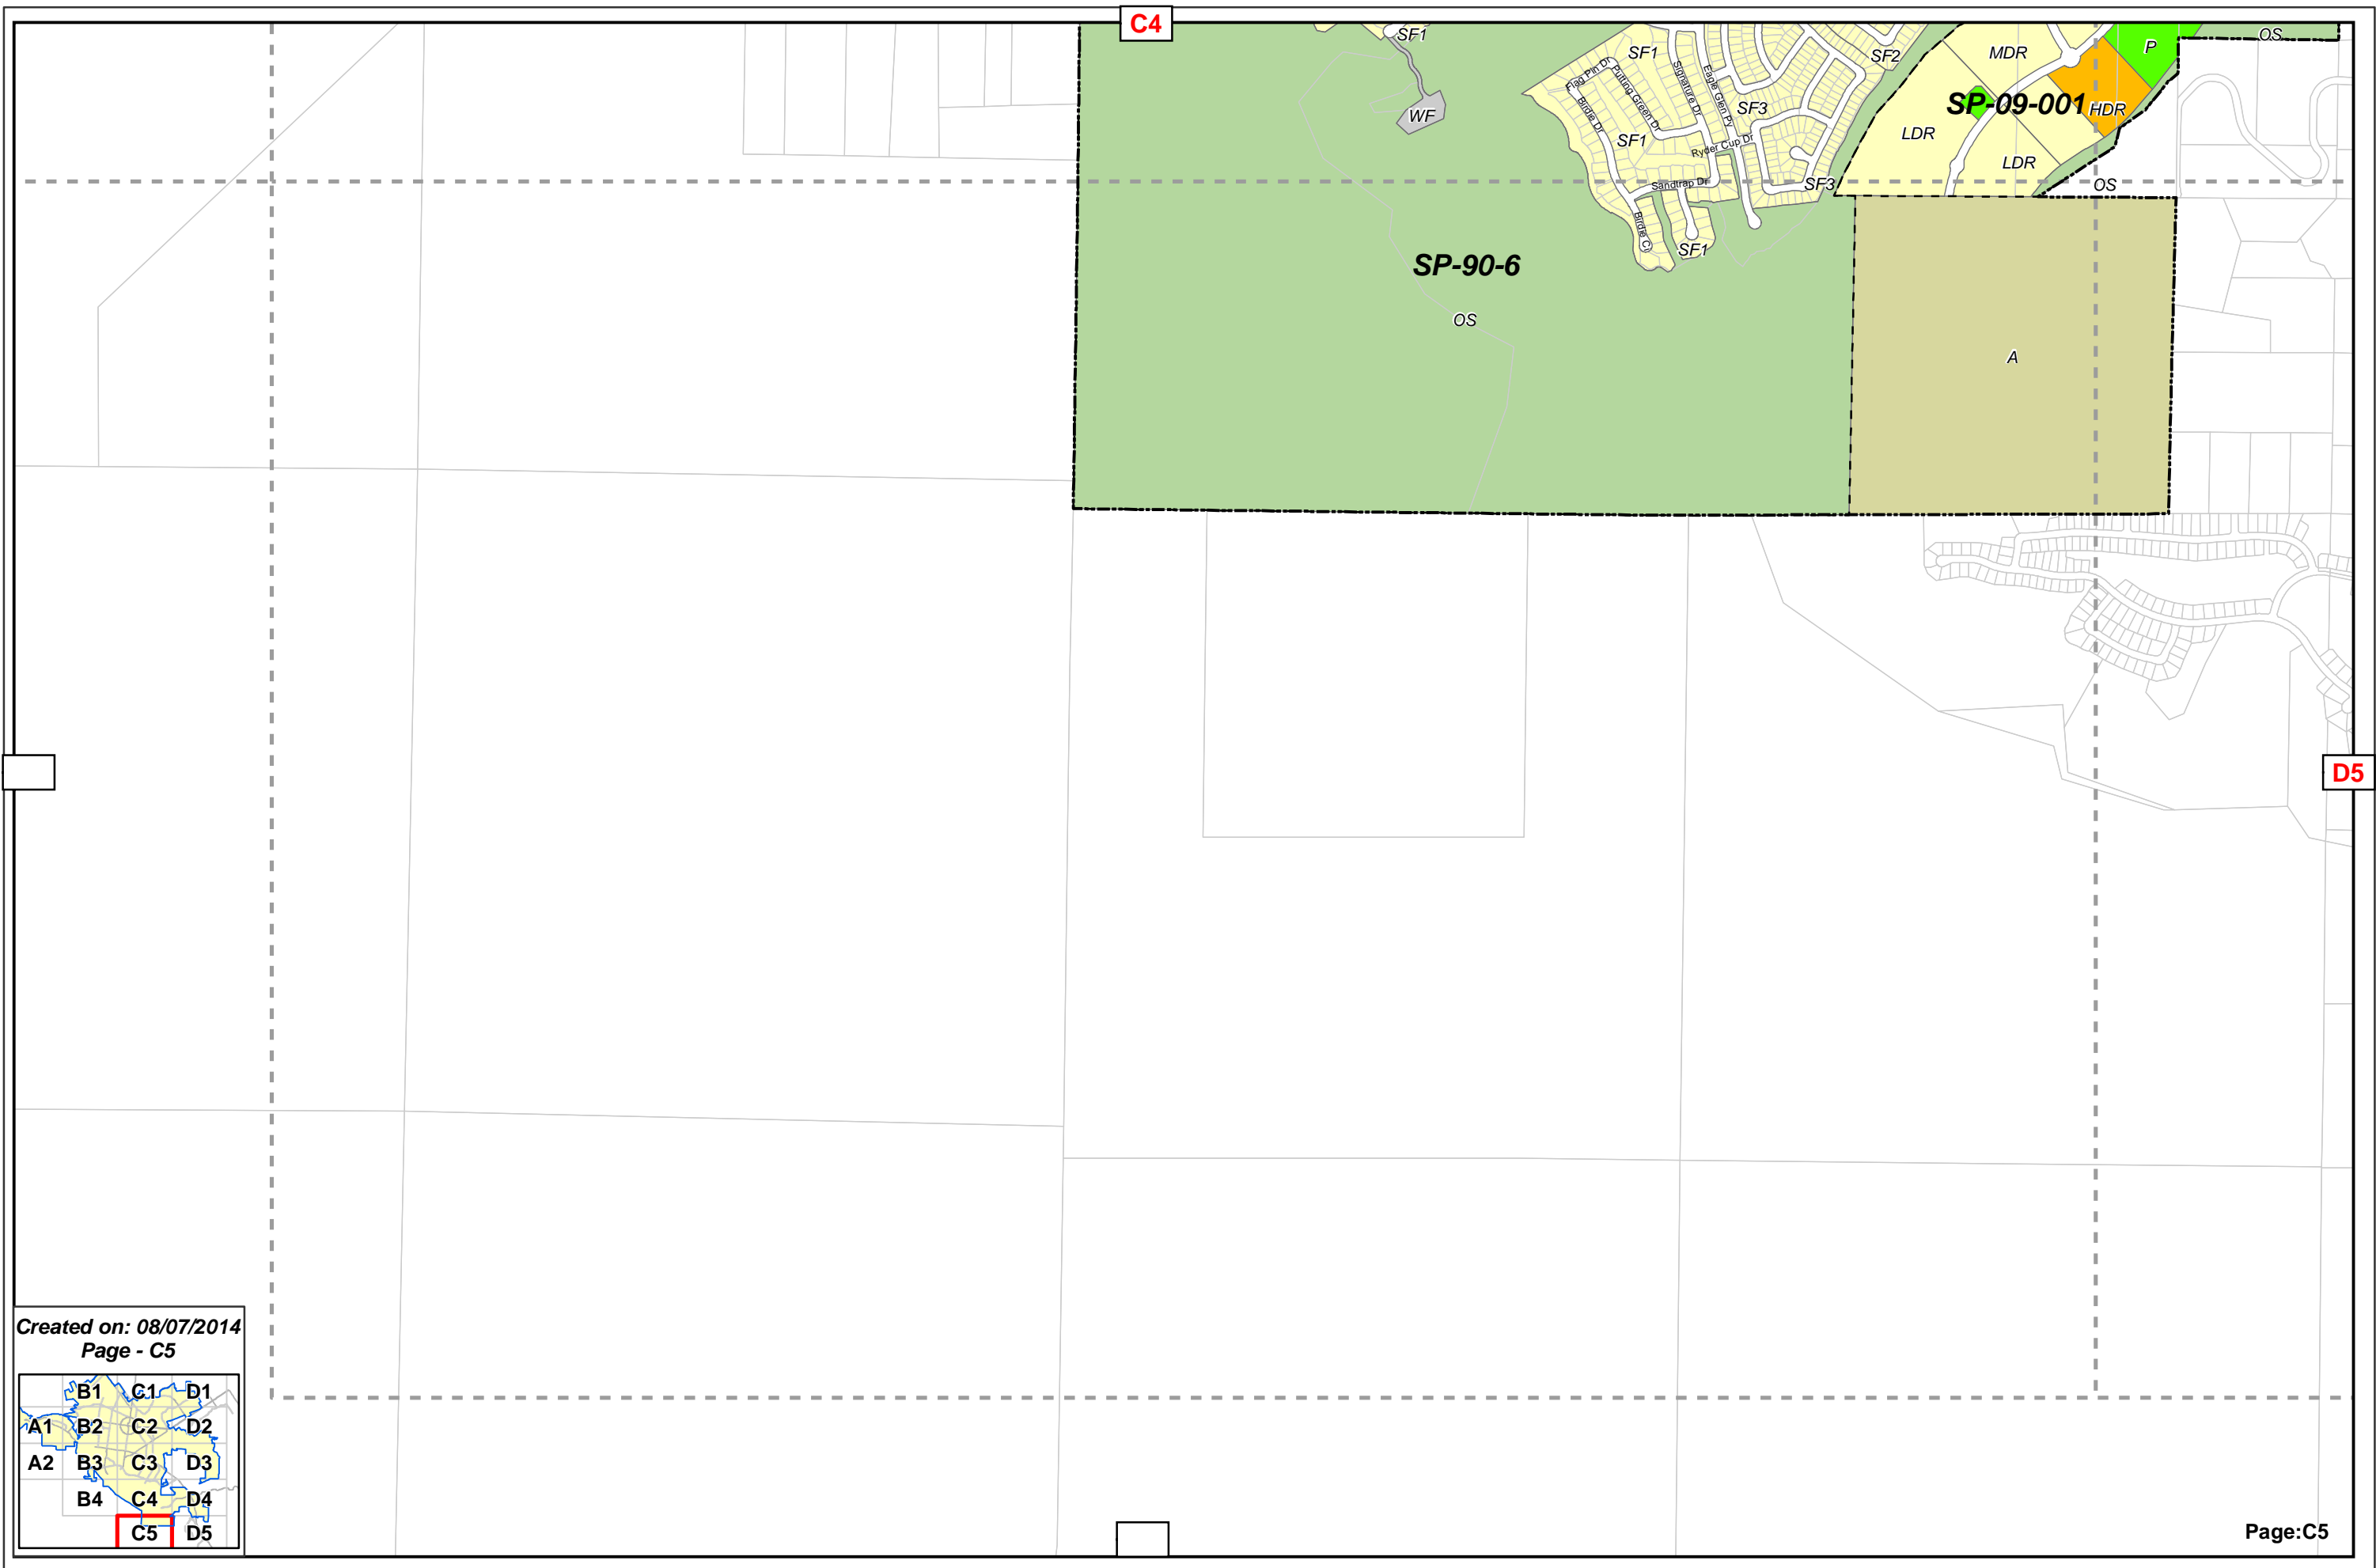 C4
SF1
SF1
SF2
MDR
P
OS
Flag Pin Dr
Putting Green Dr
Signature Dr
Eagle Glen Py
Birdie Dr
WF
SF3
SP-09-001
HDR
LDR
SF1
Ryder Cup Dr
LDR
Sandtrap Dr
SF3
OS
Birdie Ci
SF1
SP-90-6
OS
A
D5
Created on: 08/07/2014
Page - C5
B1 C1 D1
A1 B2 C2 D2
A2 B3 C3 D3
B4 C4 D4
C5 D5
Page:C5